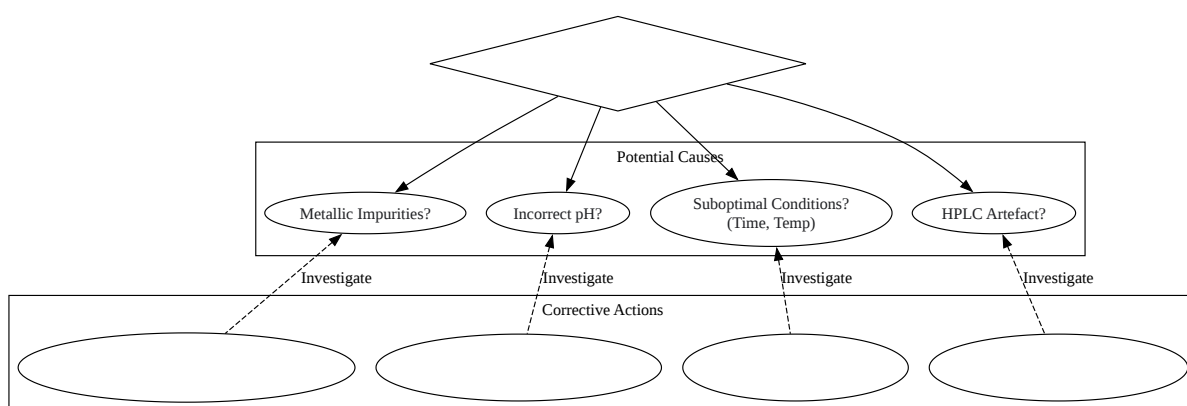 Potential Causes
Metallic Impurities?
Incorrect pH?
Suboptimal Conditions?
(Time, Temp)
HPLC Artefact?
Investigate
Investigate
Investigate
Investigate
Corrective Actions